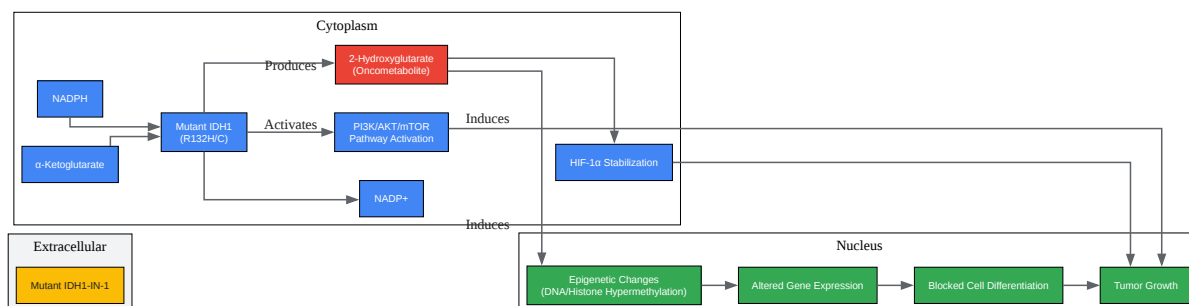 Cytoplasm
2-Hydroxyglutarate
(Oncometabolite)
Produces
NADPH
Mutant IDH1
(R132H/C)
Activates
PI3K/AKT/mTOR
Pathway Activation
Induces
α-Ketoglutarate
HIF-1α Stabilization
NADP+
Induces
Extracellular
Mutant IDH1-IN-1
Nucleus
Epigenetic Changes
(DNA/Histone Hypermethylation)
Altered Gene Expression
Blocked Cell Differentiation
Tumor Growth